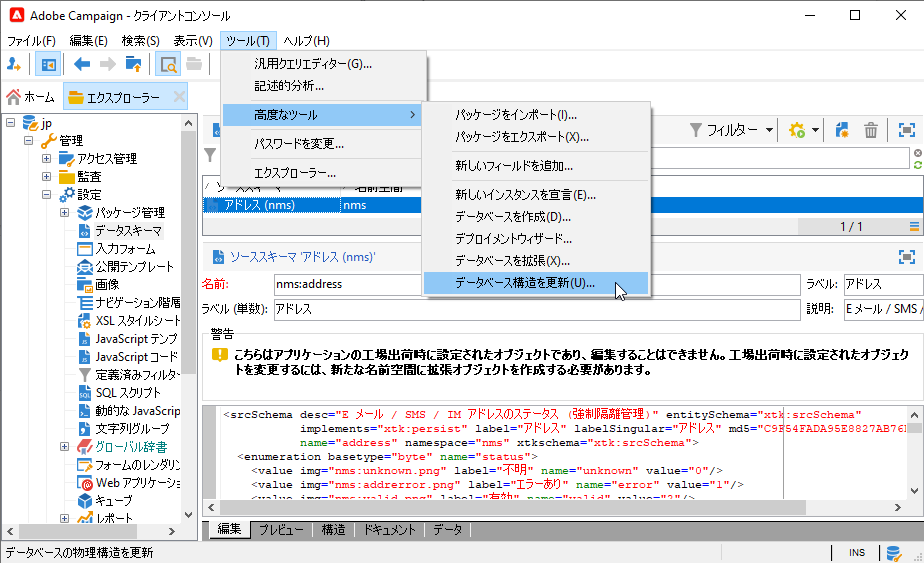 Adobe Campaign - クライアントコンソール
ファイル(F) 編集(E) 検索(S) 表示(V) ツール(T) ヘルプ(H)
汎用クエリエディター(G)...
記述的分析...
高度なツール
パスワードを変更...
エクスプローラー...
パッケージをインポート(I)...
パッケージをエクスポート(X)...
新しいフィールドを追加...
新しいインスタンスを宣言(E)...
データベースを作成(D)...
デプロイメントウィザード...
データベースを拡張(X)...
データベース構造を更新(U)...
ホーム エクスプローラー
jp
管理
アクセス管理
監査
設定
パッケージ管理
データスキーマ
入力フォーム
公開テンプレート
画像
ナビゲーション階層
XSL スタイルシート
JavaScript テンプ
JavaScript コード
定義済みフィルター
SQL スクリプト
動的な JavaScrip
文字列グループ
グローバル辞書
フォームのレンダリン
Web アプリケーショ
キューブ
レポート
フィルター
ソーススキーマ 名前空間
アドレス (nms) nms
1 / 1
ソーススキーマ 'アドレス (nms)'
名前: nms:address ラベル: アドレス
ラベル (単数): アドレス 説明: E メール / SMS /
警告
こちらはアプリケーションの工場出荷時に設定されたオブジェクトであり、編集することはできません。工場出荷時に設定されたオブジェクトを変更するには、新たな名前空間に拡張オブジェクトを作成する必要があります。
<srcSchema desc="E メール / SMS / IM アドレスのステータス (強制隔離管理)" entitySchema="xtk:srcSchema"
implements="xtk:persist" label="アドレス" labelSingular="アドレス" md5="C9F54FADA95E8827AB76
name="address" namespace="nms" xtkschema="xtk:srcSchema">
<enumeration basetype="byte" name="status">
<value img="nms:unknown.png" label="不明" name="unknown" value="0"/>
<value img="nms:addrerror.png" label="エラーあり" name="error" value="1"/>
<value img="nms:valid.png" label="有効" name="valid" value="2"/>
編集 プレビュー 構造 ドキュメント データ
データベースの物理構造を更新 INS